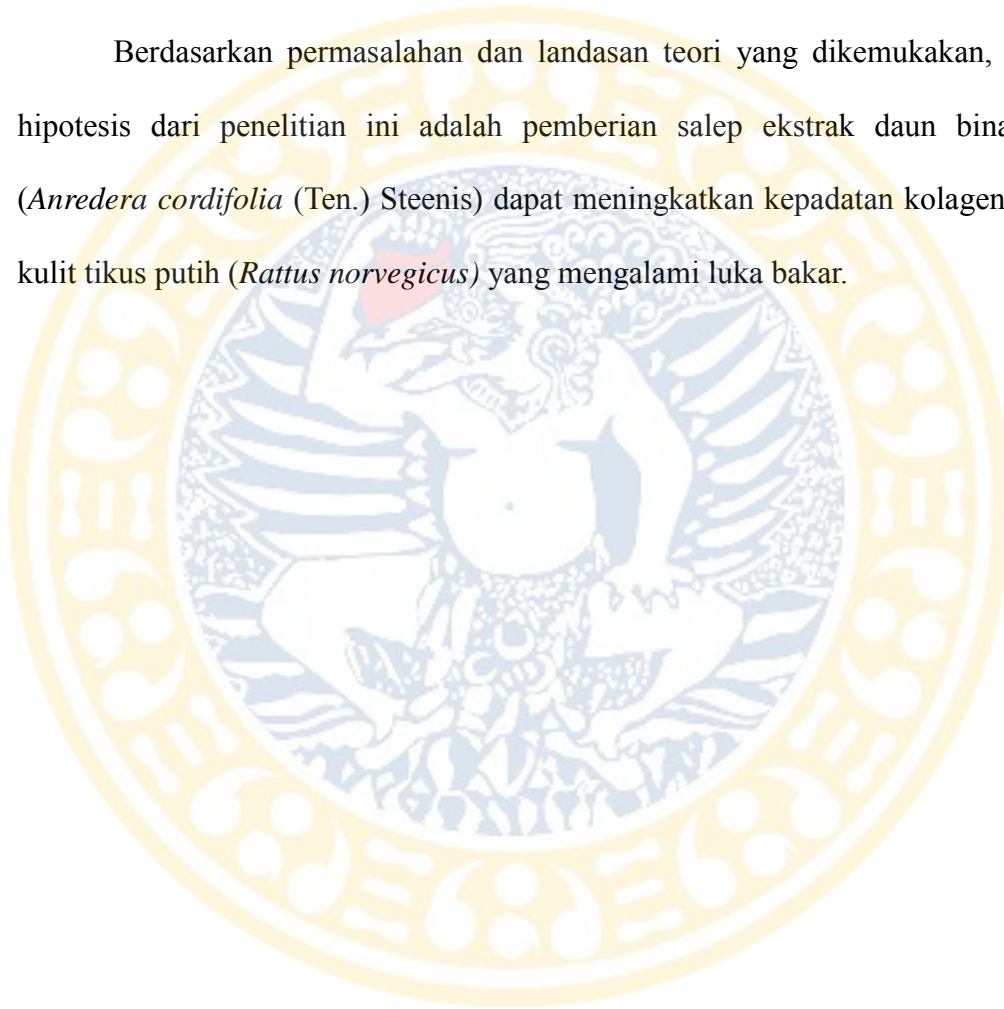 Berdasarkan permasalahan dan landasan teori yang dikemukakan,
hipotesis dari penelitian ini adalah pemberian salep ekstrak daun bina
(Anredera cordifolia (Ten.) Steenis) dapat meningkatkan kepadatan kolagen
kulit tikus putih (Rattus norvegicus) yang mengalami luka bakar.